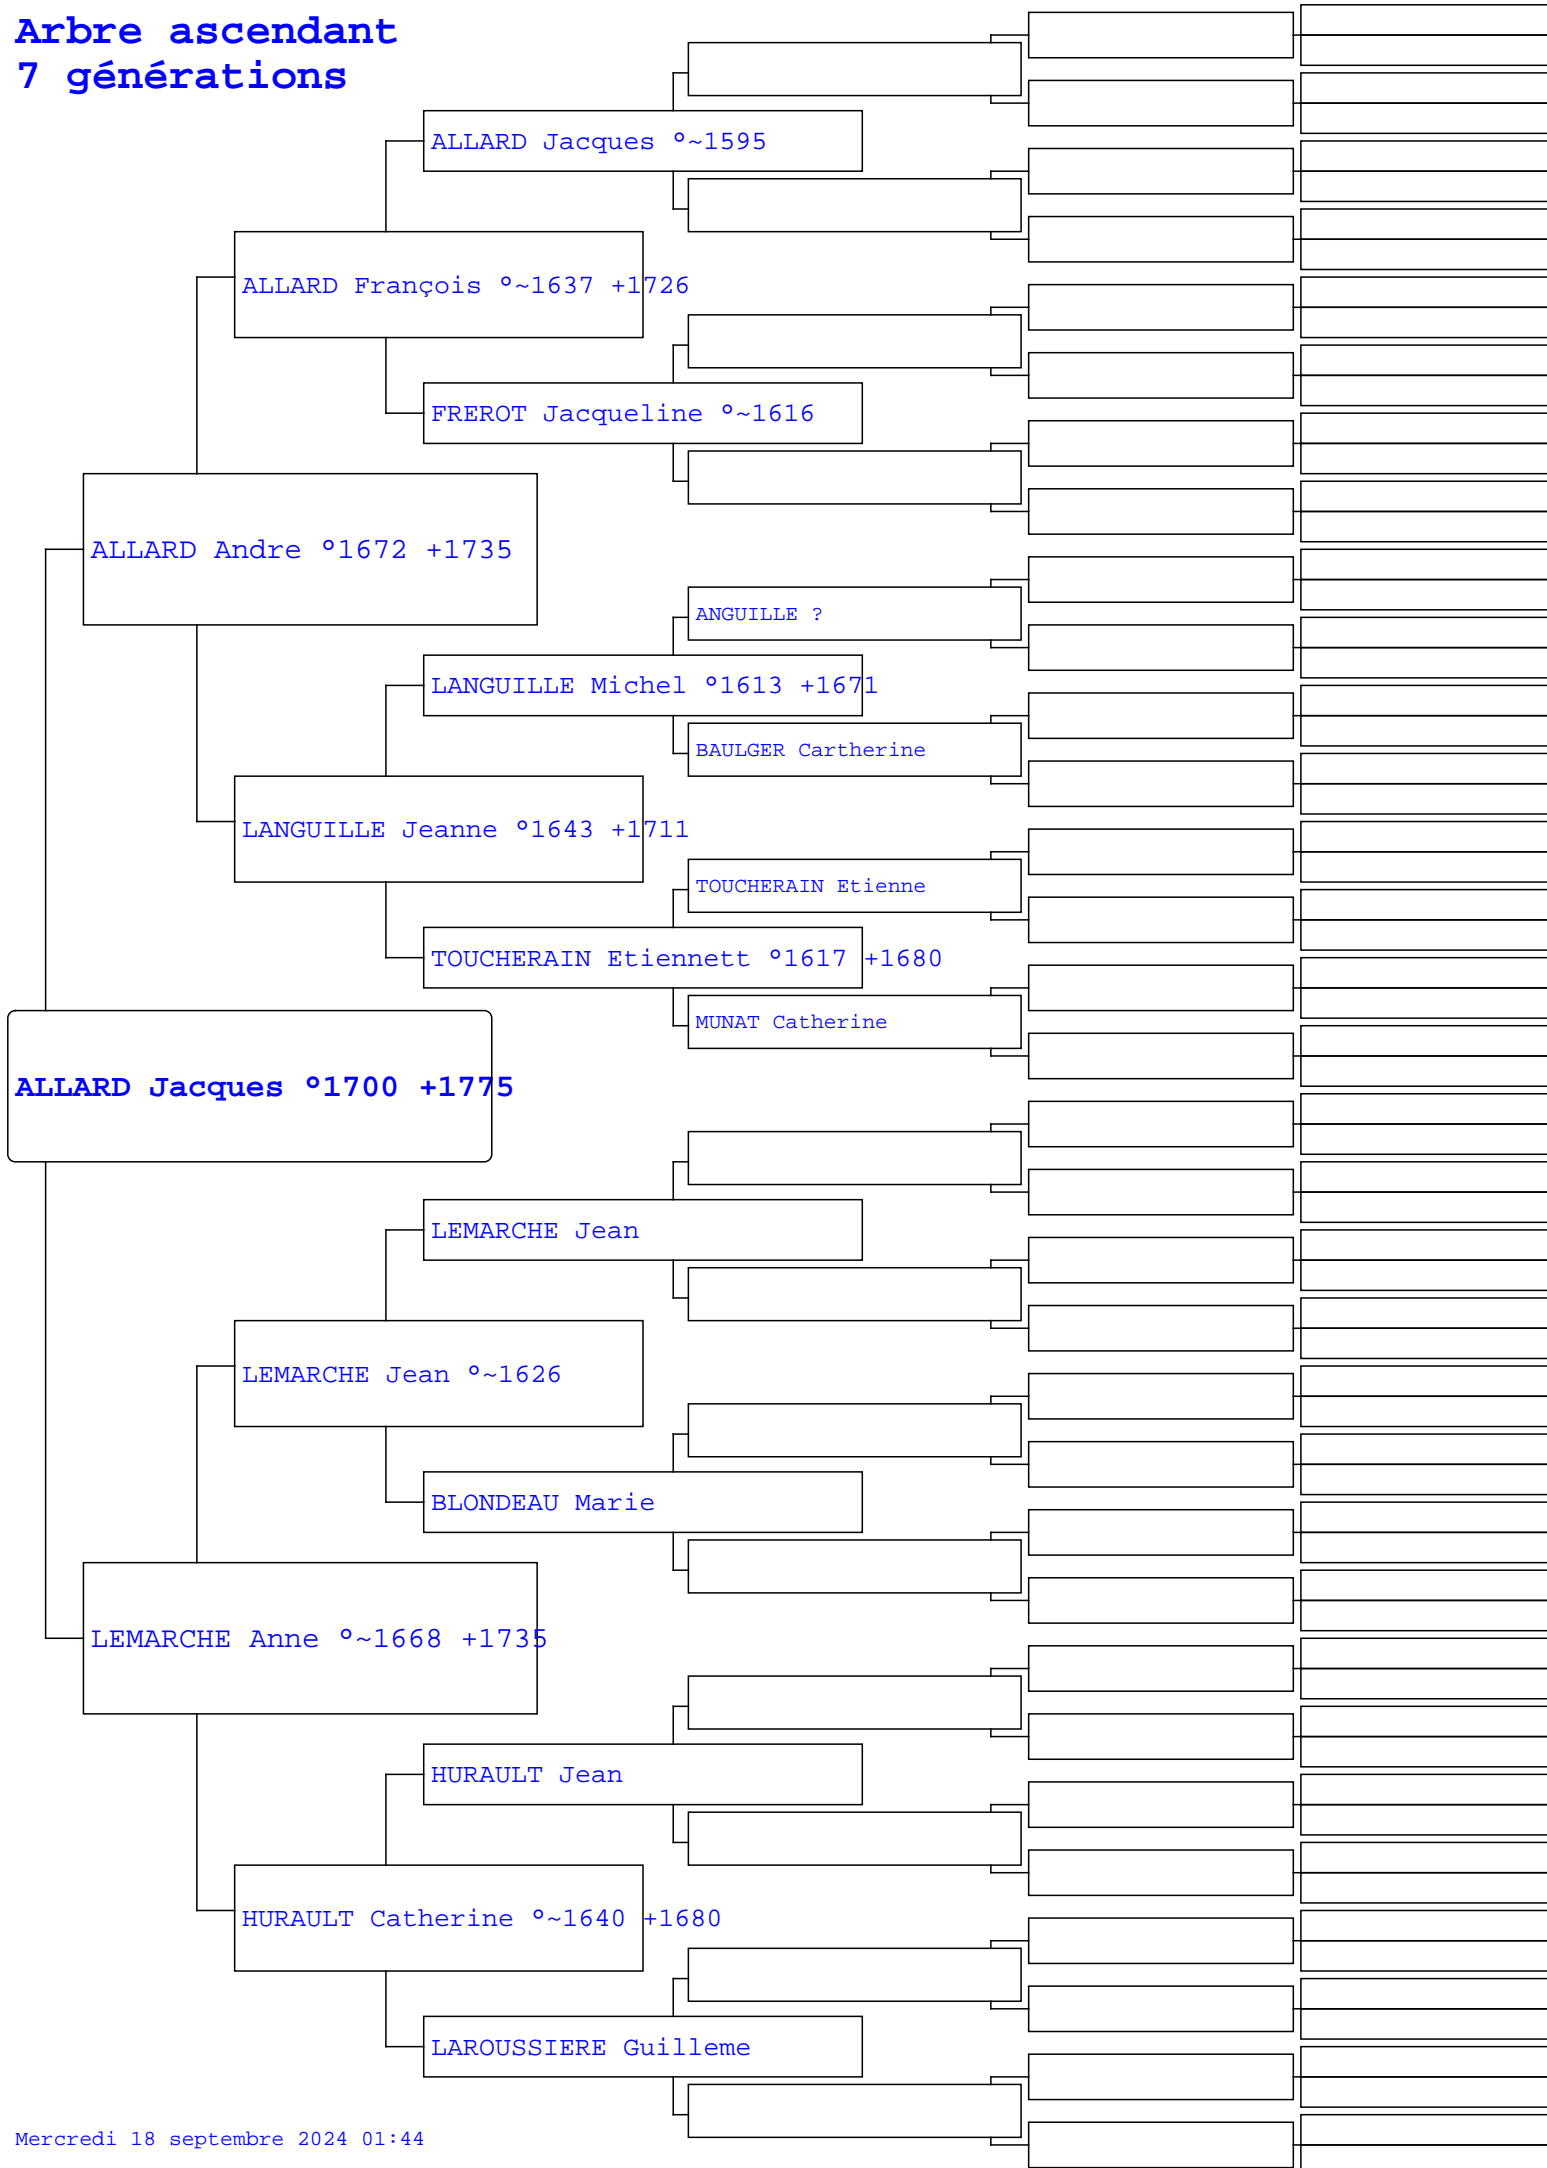 Arbre ascendant
7 générations
ALLARD Jacques °~1595
ALLARD François °~1637 +1726
FREROT Jacqueline °~1616
ALLARD Andre °1672 +1735
ANGUILLE ?
LANGUILLE Michel °1613 +1671
BAULGER Cartherine
LANGUILLE Jeanne °1643 +1711
TOUCHERAIN Etienne
TOUCHERAIN Etiennett °1617 +1680
MUNAT Catherine
ALLARD Jacques °1700 +1775
LEMARCHE Jean
LEMARCHE Jean °~1626
BLONDEAU Marie
LEMARCHE Anne °~1668 +1735
HURAULT Jean
HURAULT Catherine °~1640 +1680
LAROUSSIERE Guilleme
Mercredi 18 septembre 2024 01:44